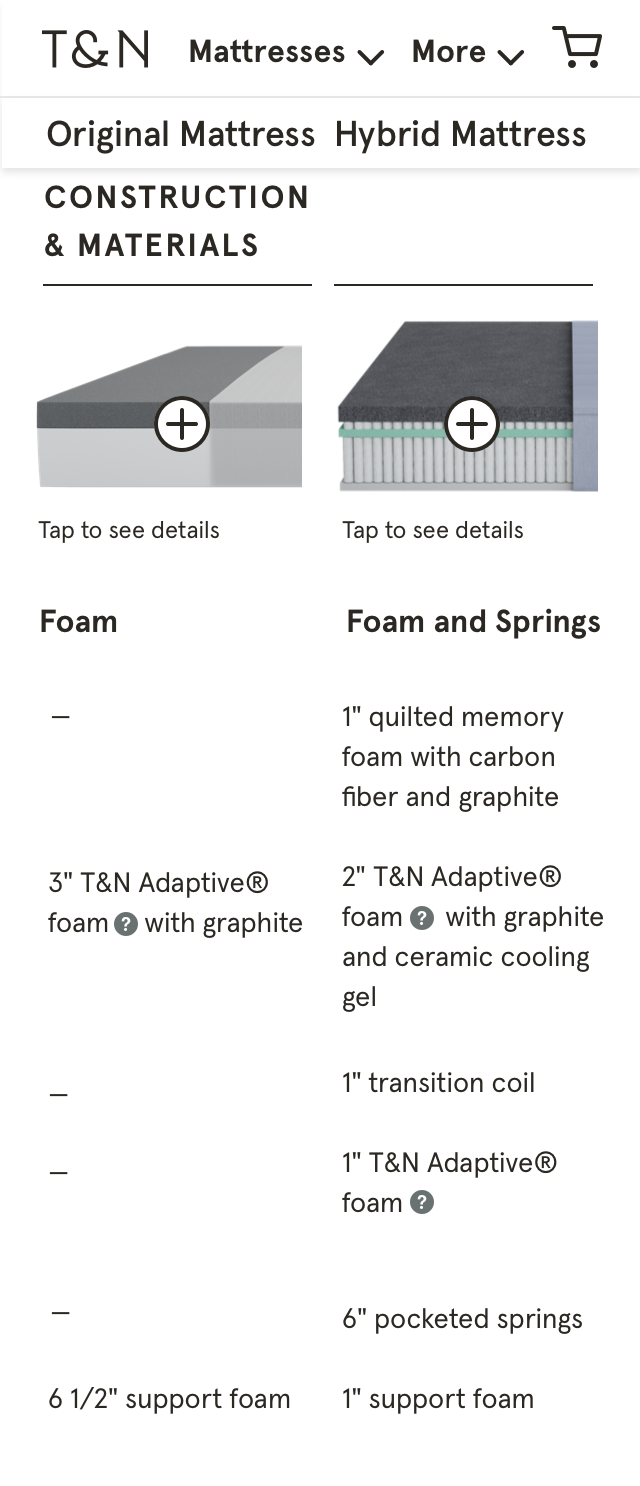 T&N Mattresses More
Original Mattress Hybrid Mattress
CONSTRUCTION
& MATERIALS
Tap to see details Tap to see details
Foam Foam and Springs
— 1" quilted memory
foam with carbon
fiber and graphite
3" T&N Adaptive®
foam ? with graphite
2" T&N Adaptive®
foam ? with graphite
and ceramic cooling
gel
— 1" transition coil
— 1" T&N Adaptive®
foam ?
— 6" pocketed springs
6 1/2" support foam 1" support foam